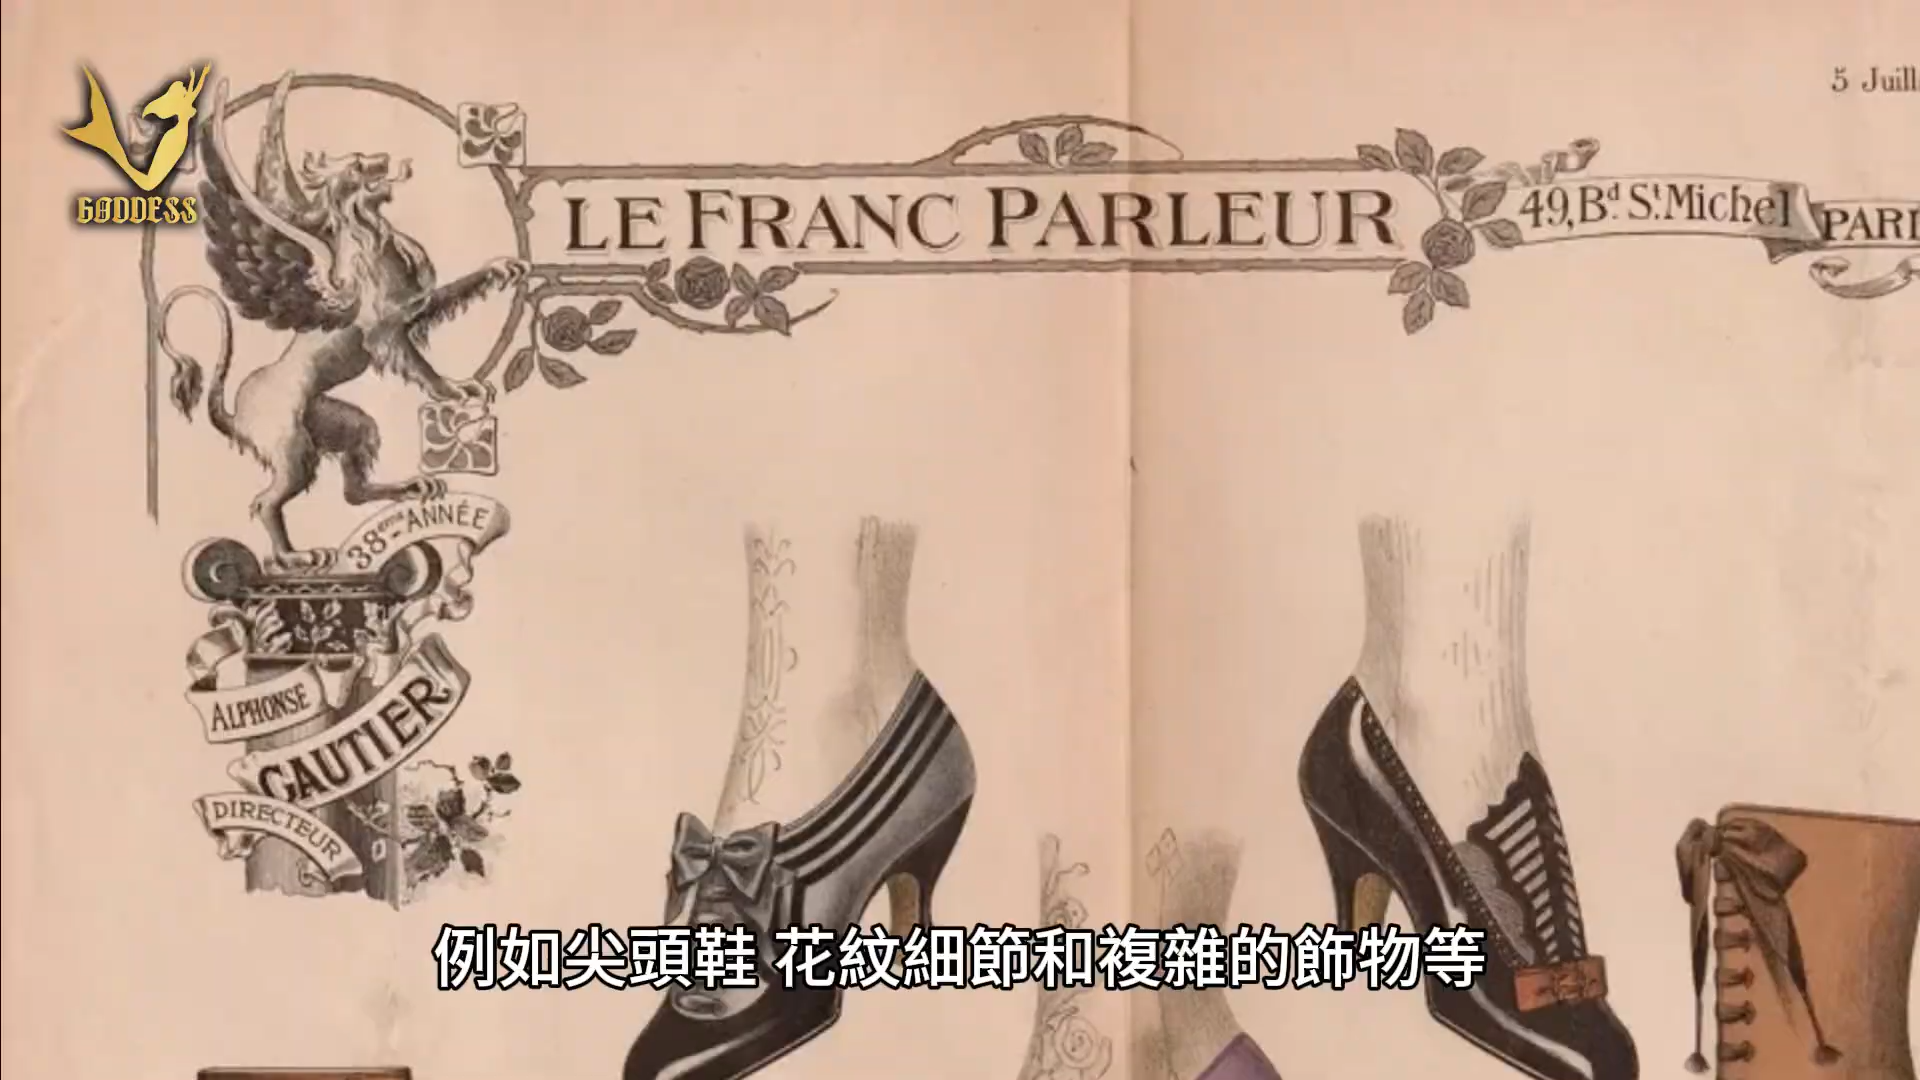 GØDDESS
5 Juill
LE FRANC PARLEUR
49, Bd. St. Michel
PARI
38ème ANNÉE
ALPHONSE
GAUTIER
DIRECTEUR
例如尖頭鞋 花紋細節和複雜的飾物等